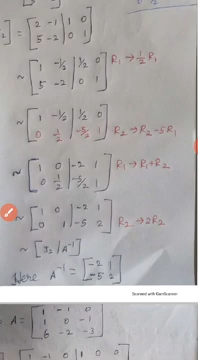 = [2 -1 | 1 0
5 -2 | 0 1]
~ [1 -1/2 | 1/2 0
5 -2 | 0 1] R1 → 1/2 R1
~ [1 -1/2 | 1/2 0
0 1/2 | -5/2 1] R2 → R2 - 5R1
~ [1 0 | -2 1
0 1/2 | -5/2 1] R1 → R1 + R2
~ [1 0 | -2 1
0 1 | -5 2] R2 → 2R2
~ [I2 | A⁻¹]
Here A⁻¹ = [-2 1
-5 2]
Scanned with CamScanner
A = [1 -1 0
1 0 -1
6 -2 -3]